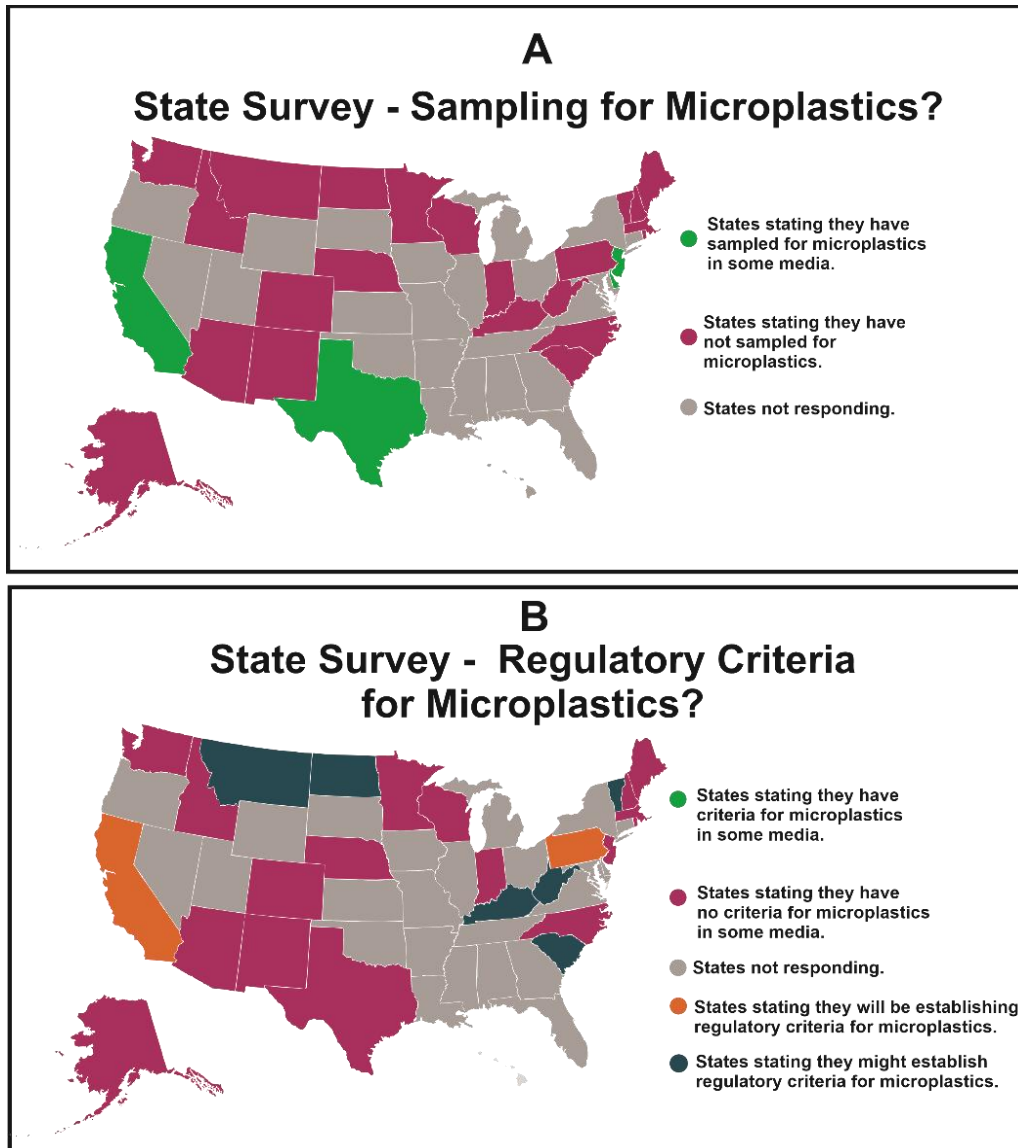 A
State Survey - Sampling for Microplastics?
States stating they have
sampled for microplastics
in some media.
States stating they have
not sampled for
microplastics.
States not responding.
B
State Survey - Regulatory Criteria
for Microplastics?
States stating they have
criteria for microplastics
in some media.
States stating they have
no criteria for microplastics
in some media.
States not responding.
States stating they will be establishing
regulatory criteria for microplastics.
States stating they might establish
regulatory criteria for microplastics.